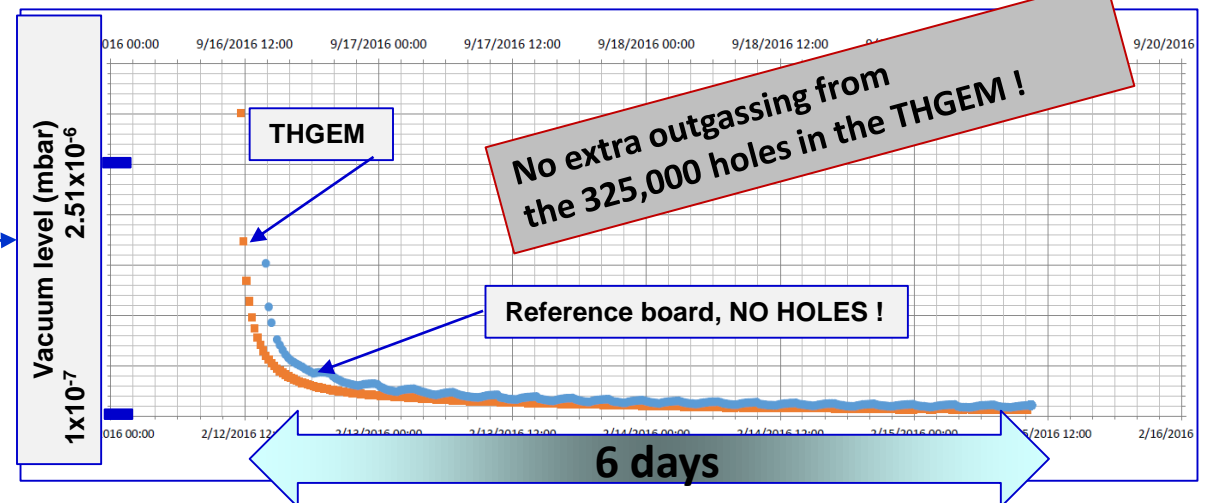 016 00:00 9/16/2016 12:00 9/17/2016 00:00 9/17/2016 12:00 9/18/2016 00:00 9/18/2016 12:00 9/20/2016
Vacuum level (mbar)
1x10-7 2.51x10-6
THGEM
No extra outgassing from
the 325,000 holes in the THGEM !
Reference board, NO HOLES !
016 00:00 2/12/2016 12: 2/13/2016 00:00 2/13/2016 12:00 2/14/2016 00:00 2/14/2016 12:00 2/15/2016 00:00 5/2016 12:00 2/16/2016
6 days